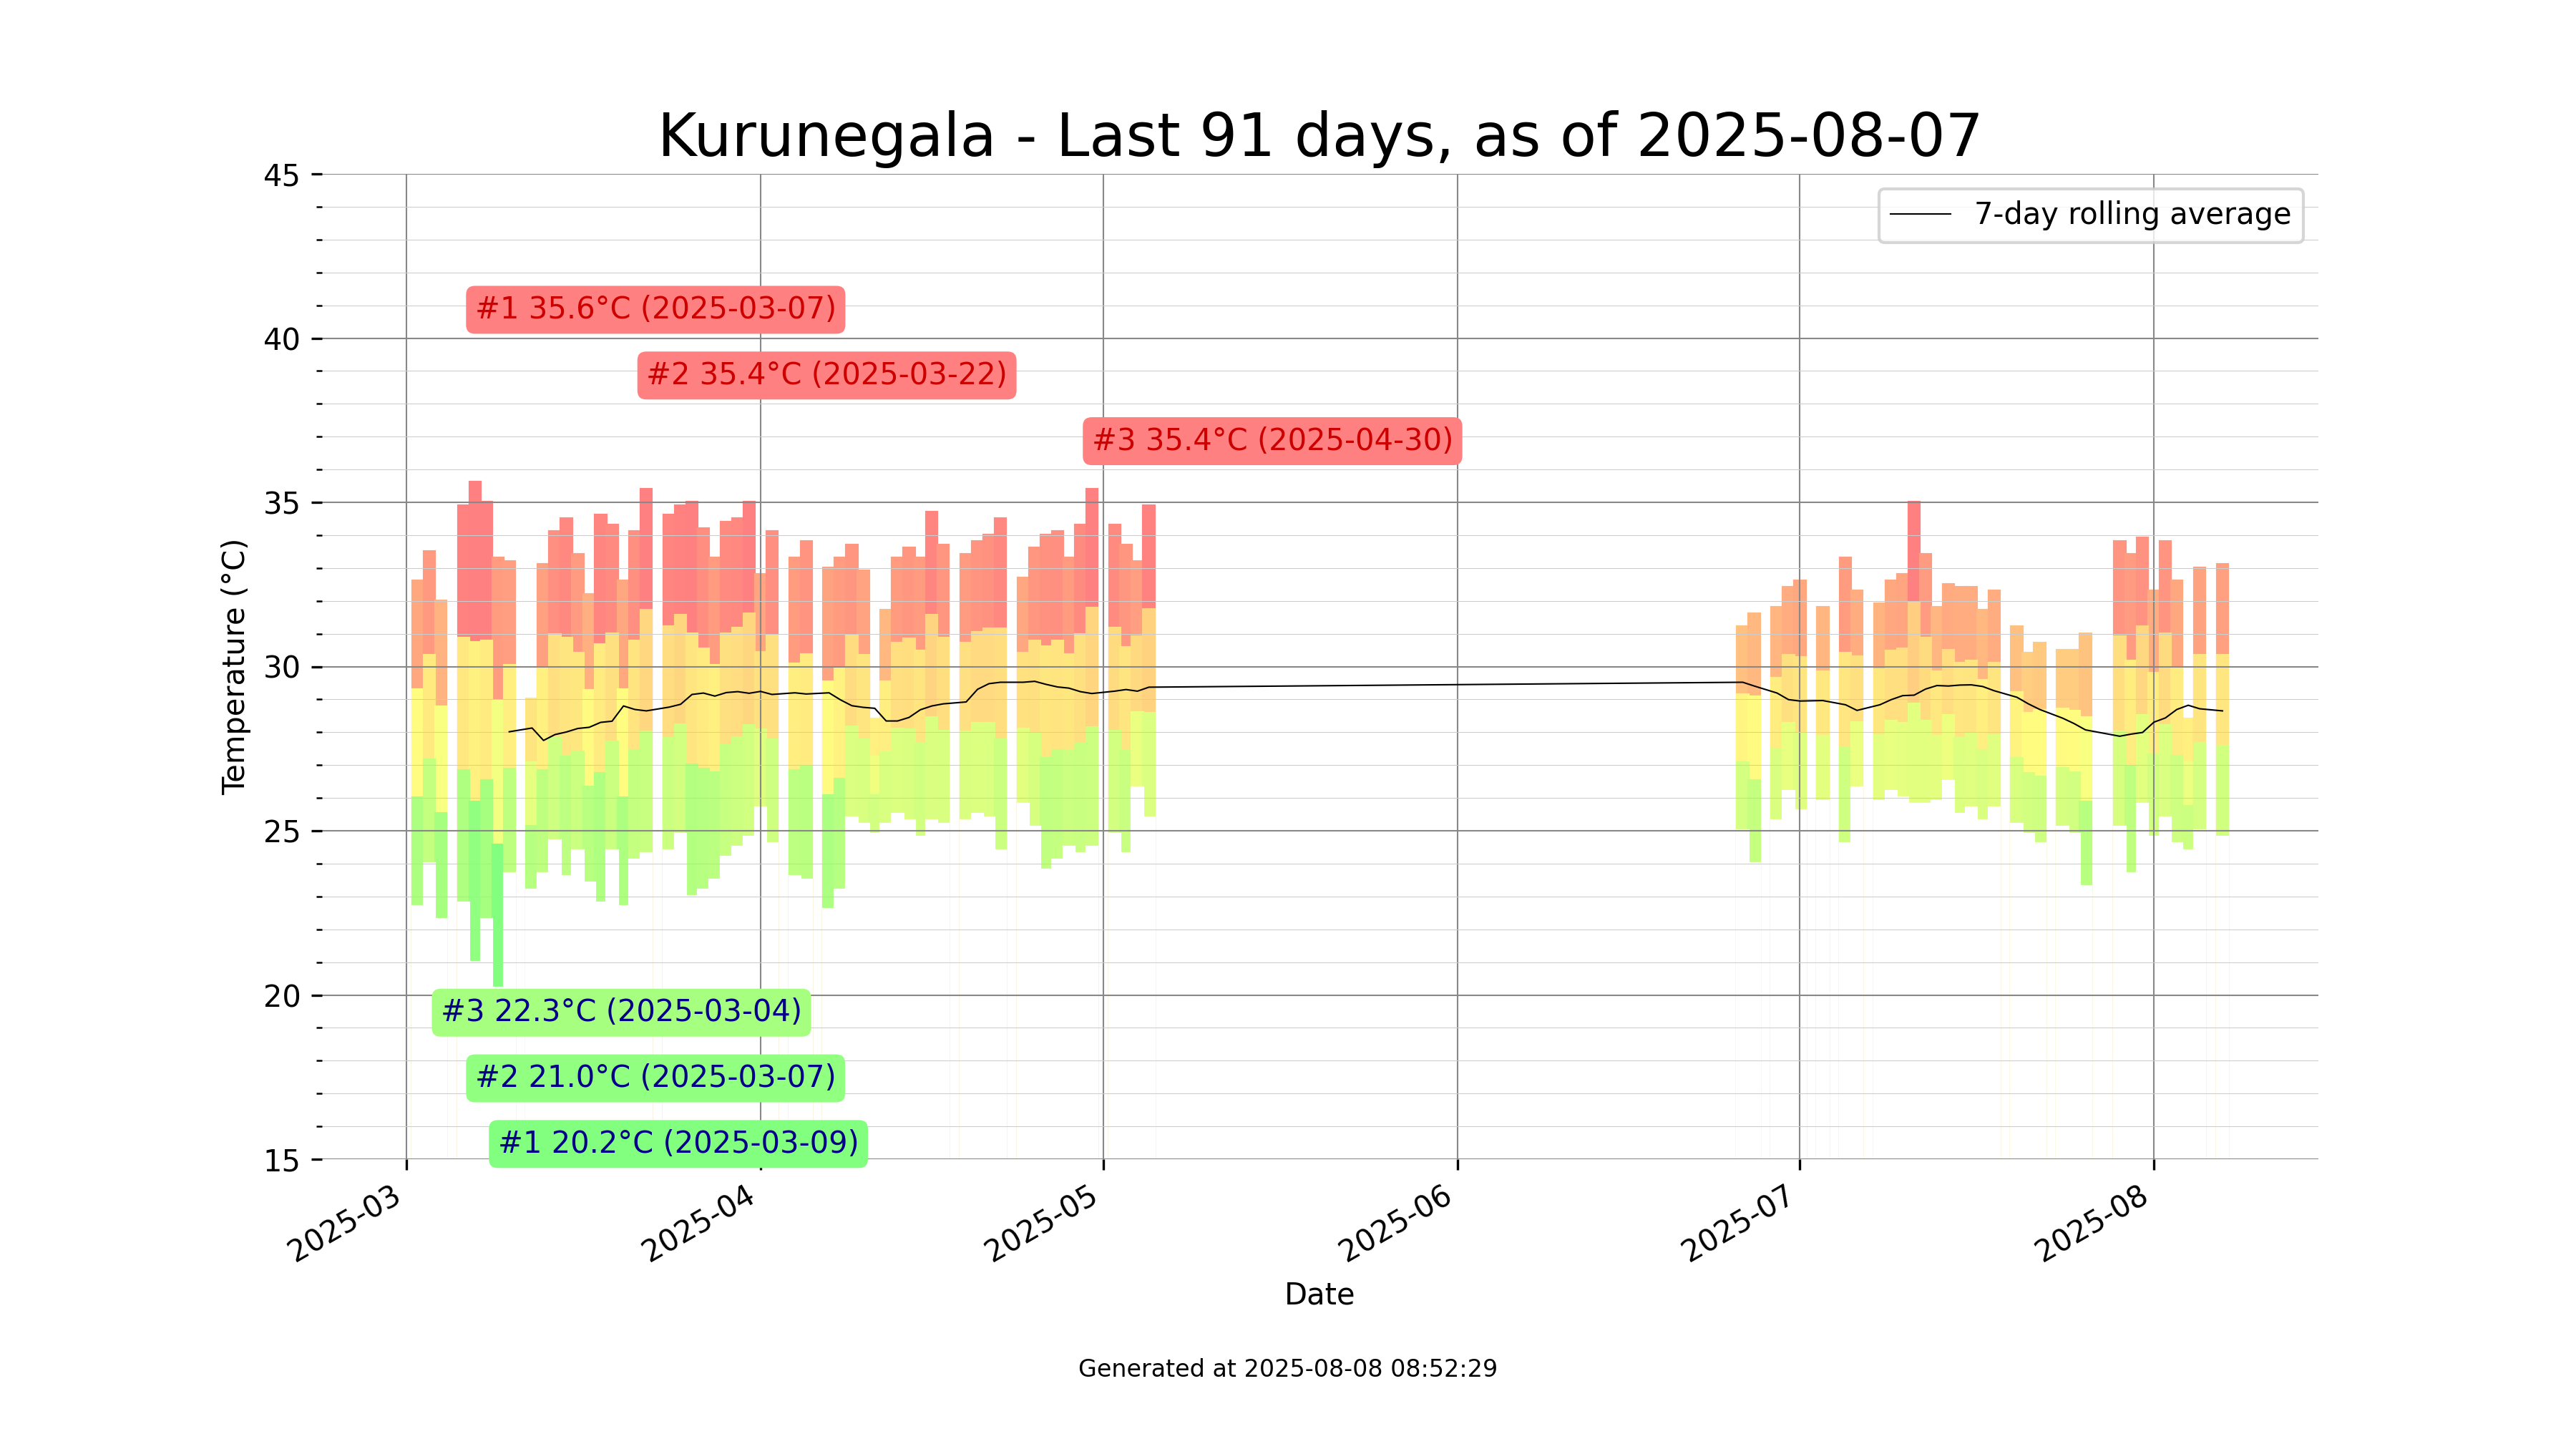 Kurunegala - Last 91 days, as of 2025-08-07
45
40
35
30
25
20
15
Temperature (°C)
7-day rolling average
#1 35.6°C (2025-03-07)
#2 35.4°C (2025-03-22)
#3 35.4°C (2025-04-30)
#3 22.3°C (2025-03-04)
#2 21.0°C (2025-03-07)
#1 20.2°C (2025-03-09)
2025-03
2025-04
2025-05
2025-06
2025-07
2025-08
Date
Generated at 2025-08-08 08:52:29